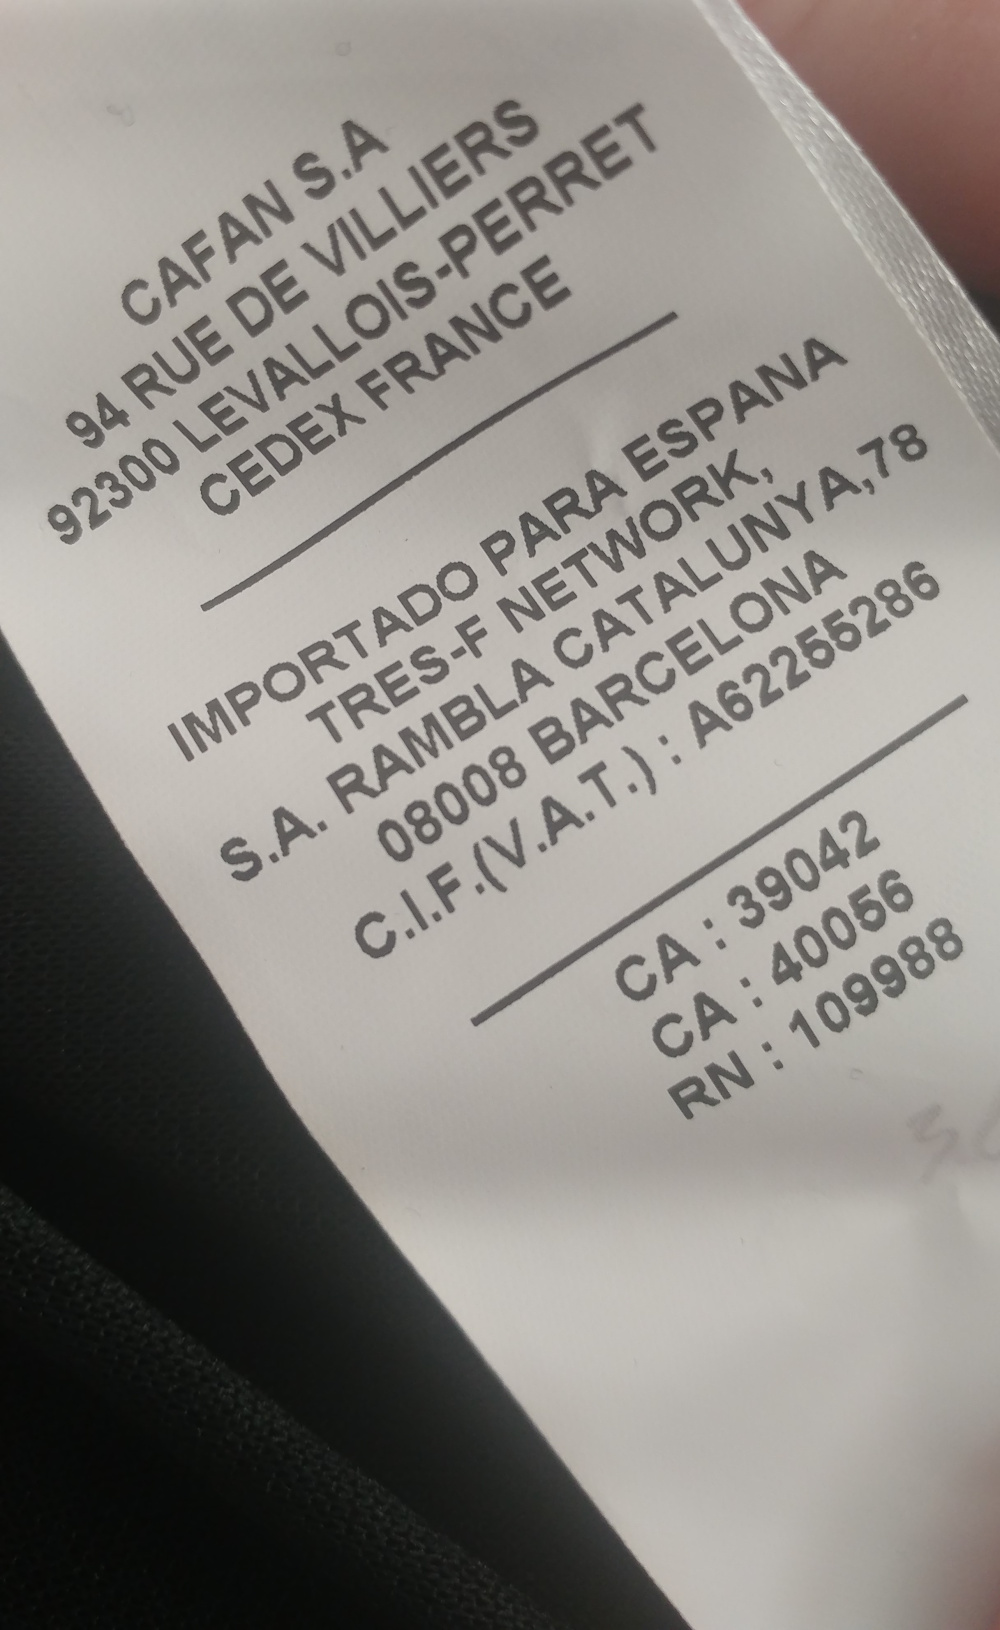 CAFAN S.A
94 RUE DE VILLIERS
92300 LEVALLOIS-PERRET
CEDEX FRANCE
IMPORTADO PARA ESPANA
TRES-F NETWORK,
S.A. RAMBLA CATALUNYA,78
08008 BARCELONA
C.I.F.(V.A.T.) : A62255286
CA : 39042
CA : 40056
RN : 109988